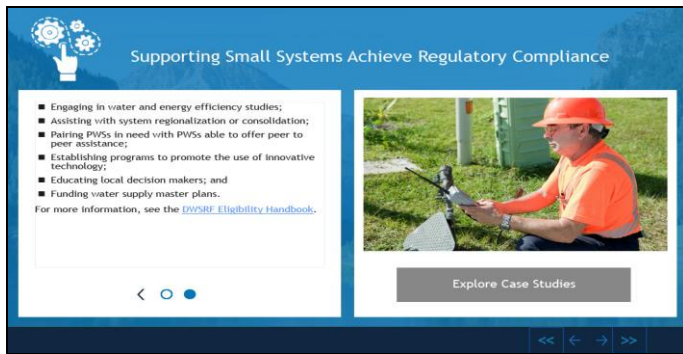 Supporting Small Systems Achieve Regulatory Compliance
■ Engaging in water and energy efficiency studies;
■ Assisting with system regionalization or consolidation;
■ Pairing PWSs in need with PWSs able to offer peer to
peer assistance;
■ Establishing programs to promote the use of innovative
technology;
■ Educating local decision makers; and
■ Funding water supply master plans.
For more information, see the DWSRF Eligibility Handbook.
Explore Case Studies